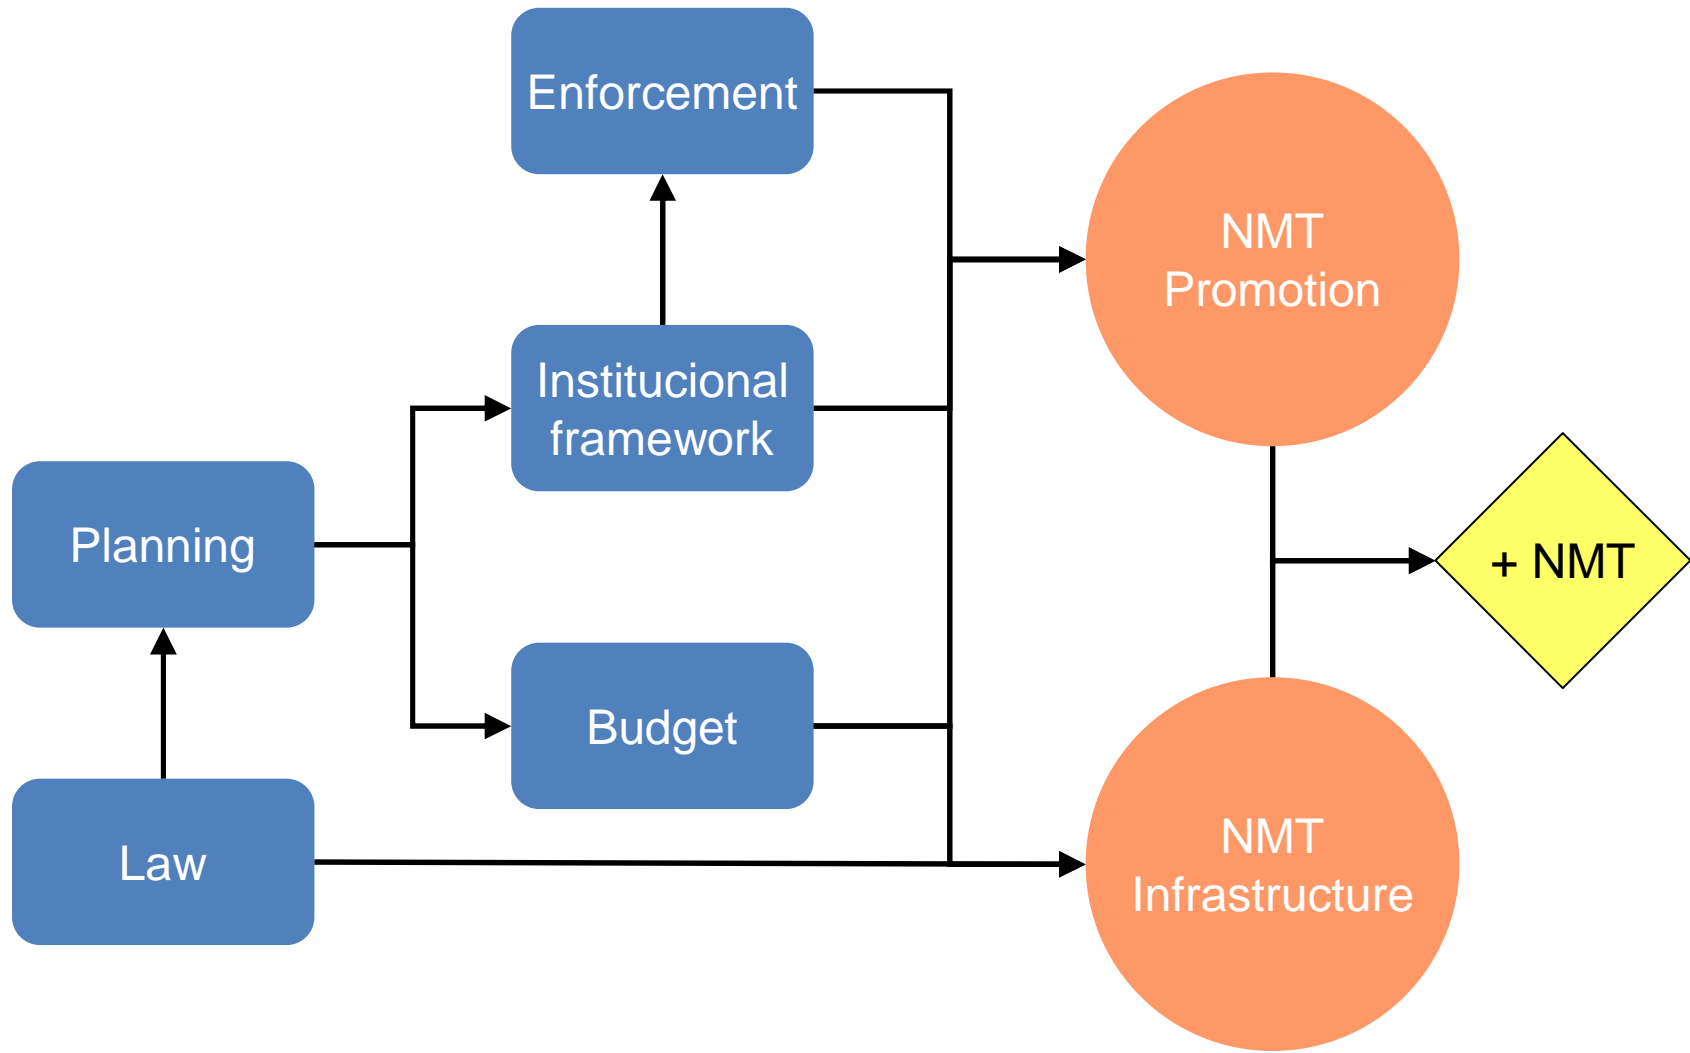 Enforcement
NMT
Promotion
Institucional
framework
Planning
+ NMT
Budget
Law
NMT
Infrastructure